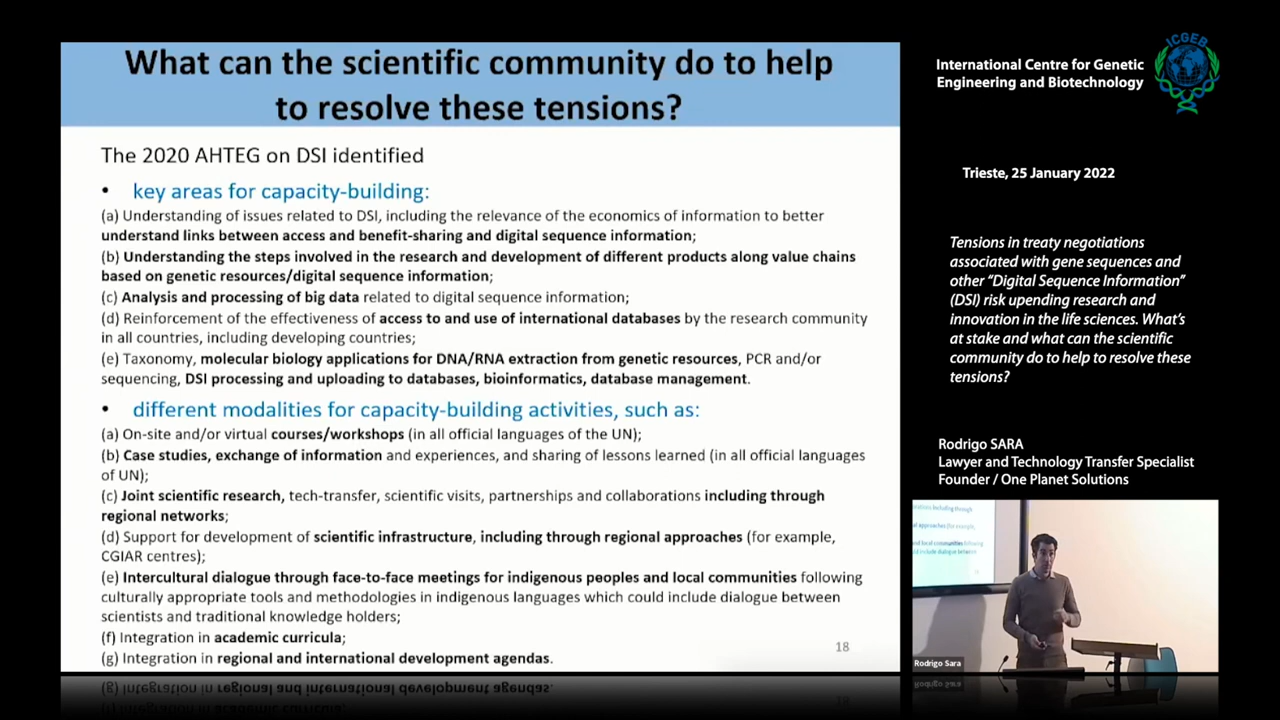 What can the scientific community do to help
to resolve these tensions?
The 2020 AHTEG on DSI identified
• key areas for capacity-building:
(a) Understanding of issues related to DSI, including the relevance of the economics of information to better
understand links between access and benefit-sharing and digital sequence information;
(b) Understanding the steps involved in the research and development of different products along value chains
based on genetic resources/digital sequence information;
(c) Analysis and processing of big data related to digital sequence information;
(d) Reinforcement of the effectiveness of access to and use of international databases by the research community
in all countries, including developing countries;
(e) Taxonomy, molecular biology applications for DNA/RNA extraction from genetic resources, PCR and/or
sequencing, DSI processing and uploading to databases, bioinformatics, database management.
• different modalities for capacity-building activities, such as:
(a) On-site and/or virtual courses/workshops (in all official languages of the UN);
(b) Case studies, exchange of information and experiences, and sharing of lessons learned (in all official languages
of UN);
(c) Joint scientific research, tech-transfer, scientific visits, partnerships and collaborations including through
regional networks;
(d) Support for development of scientific infrastructure, including through regional approaches (for example,
CGIAR centres);
(e) Intercultural dialogue through face-to-face meetings for indigenous peoples and local communities following
culturally appropriate tools and methodologies in indigenous languages which could include dialogue between
scientists and traditional knowledge holders;
(f) Integration in academic curricula;
(g) Integration in regional and international development agendas.
18
International Centre for Genetic
Engineering and Biotechnology
ICGEB
Trieste, 25 January 2022
Tensions in treaty negotiations
associated with gene sequences and
other “Digital Sequence Information”
(DSI) risk upending research and
innovation in the life sciences. What’s
at stake and what can the scientific
community do to help to resolve these
tensions?
Rodrigo SARA
Lawyer and Technology Transfer Specialist
Founder / One Planet Solutions
Rodrigo Sara